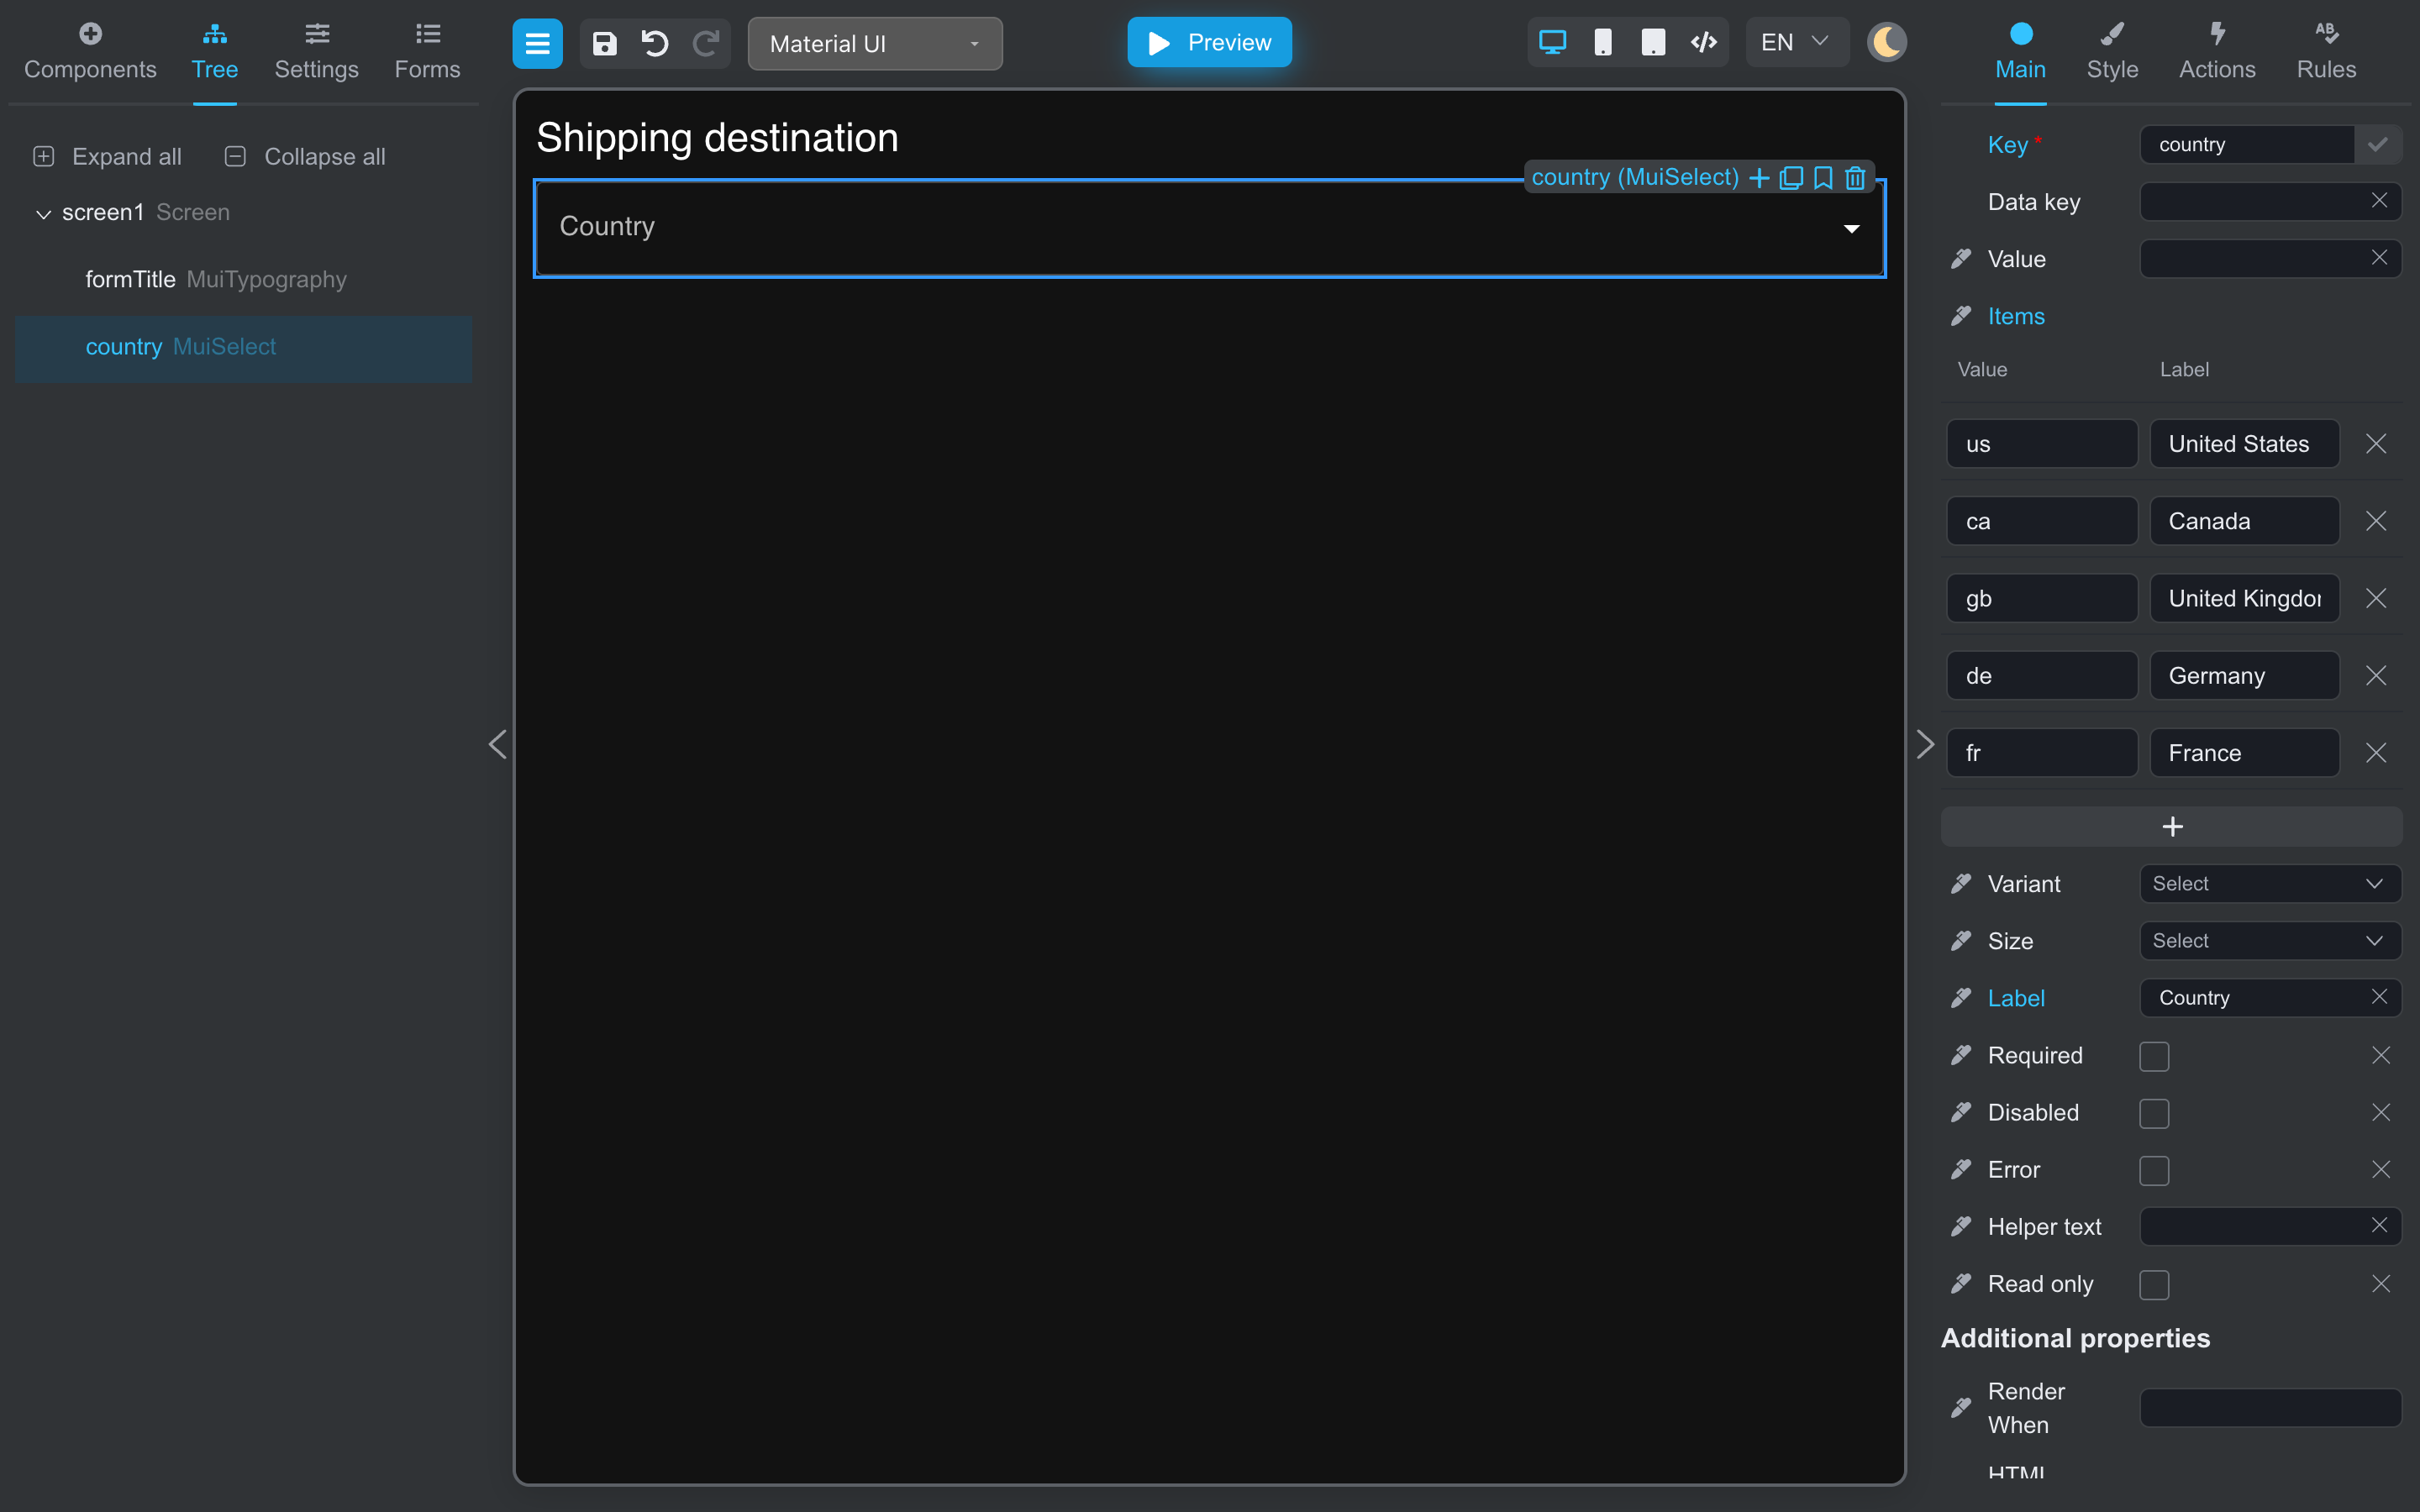 Components Tree Settings Forms
Material UI
Preview
EN
Main Style Actions Rules
Expand all Collapse all
screen1 Screen
formTitle MuiTypography
country MuiSelect
Shipping destination
country (MuiSelect)
Country
Key * country
Data key
Value
Items
Value Label
us United States
ca Canada
gb United Kingdo
de Germany
fr France
Variant Select
Size Select
Label Country
Required
Disabled
Error
Helper text
Read only
Additional properties
Render
When
HTML